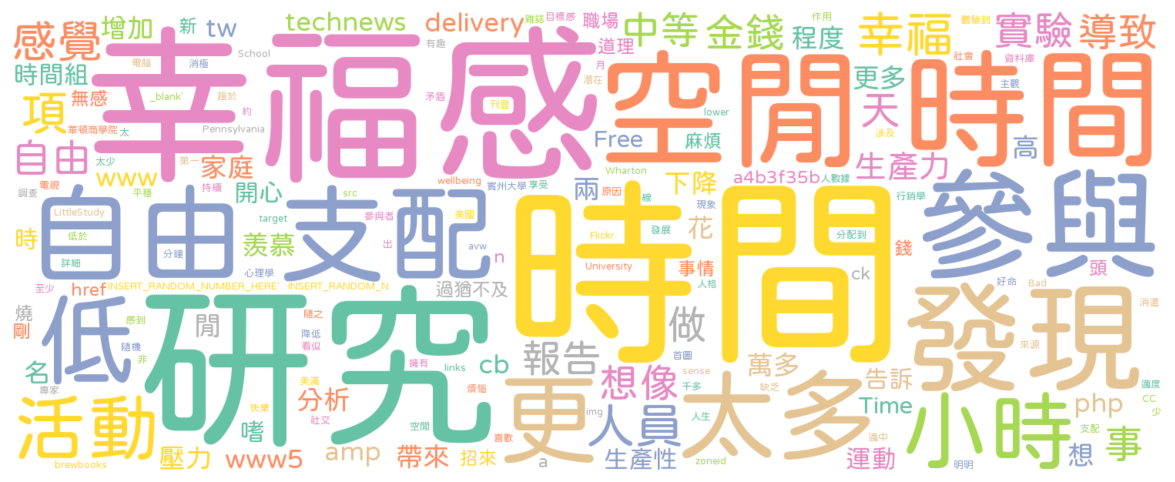 感覺 增加 新 tw technews delivery 雜誌 目標感 職場 中等 金錢 作用 程度 幸福 體驗到 實驗 導致
電腦 消極 School 有趣 道理 月 社會 資料庫
時間組 幸福感 空閒 時間
項 無感 _blank` 趨於 約 矛盾 刊登 潛在 lower 更多 天 主觀 涉及 高
華頓商學院 太 Pennsylvania Free 麻煩
自由 太少 家庭 第一 Wharton 生產力
www 電視 持續 開心 wellbeing 賓州大學 享受 兩 原因 下降 a4b3f35b 人數據 行銷學
調查 平穩 src 線 現象
LittleStudy target 參與者 美國 Flickr 發展 花 分配到
時 低於 自由支配 時間 參與
詳細 分鐘 羨慕 出 avw n University 事情 錢 頭
至少 href 心理學 人格 ck 好命 Bad
INSERT_RANDOM_NUMBER_HERE` INSERT_RANDOM_N 過猶不及 消遣
燒 剛 感到 閒 隨之 做 來源
低 隨機 研究 降低 看似 報告 首圖 萬多 發現
名 非 擁有 cb sense 千多 告訴 適度
專家 美滿 links 煩惱 想像 缺乏 CC
活動 快樂 分析 更 太多 Time 小時 php 少
嗜 社交 空閒 img 人員 人生 支配 事
壓力 www5 amp 帶來 喜歡 招來 a 生產性 適中 運動 想
brewbooks zoneid 明明